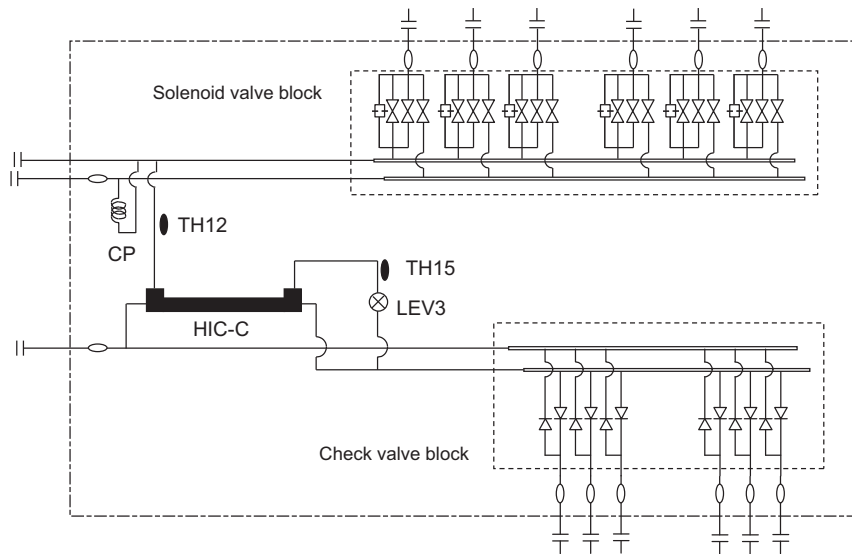 Solenoid valve block
TH12
CP
TH15
LEV3
HIC-C
Check valve block